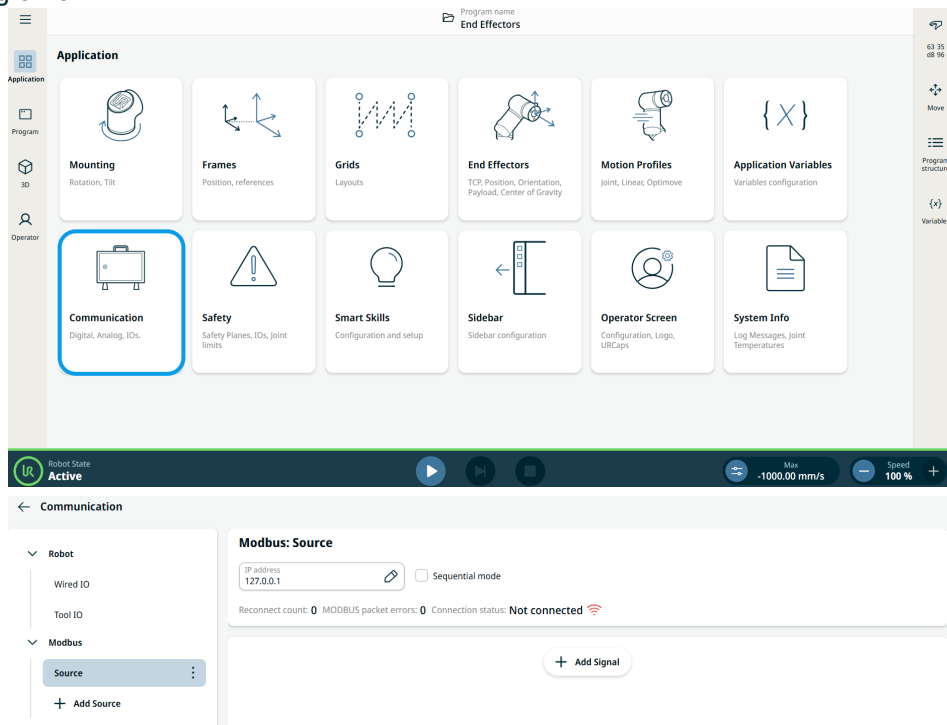 Program name
End Effectors
Application
Application
Program
3D
Operator
Mounting
Rotation, Tilt
Frames
Position, references
Grids
Layouts
End Effectors
TCP, Position, Orientation,
Payload, Center of Gravity
Motion Profiles
Joint, Linear, Optimove
{X}
Application Variables
Variables configuration
Communication
Digital, Analog, IOs,
Safety
Safety Planes, IOs, Joint
limits
Smart Skills
Configuration and setup
Sidebar
Sidebar configuration
Operator Screen
Configuration, Logo,
URCaps
System Info
Log Messages, Joint
Temperatures
63 35
d8 96
Move
Program
structure
{x}
Variable
UR
Robot State
Active
Max
-1000.00 mm/s
Speed
100 %
Communication
Robot
Wired IO
Tool IO
Modbus
Source
+ Add Source
Modbus: Source
IP address
127.0.0.1
Sequential mode
Reconnect count: 0 MODBUS packet errors: 0 Connection status: Not connected
+ Add Signal